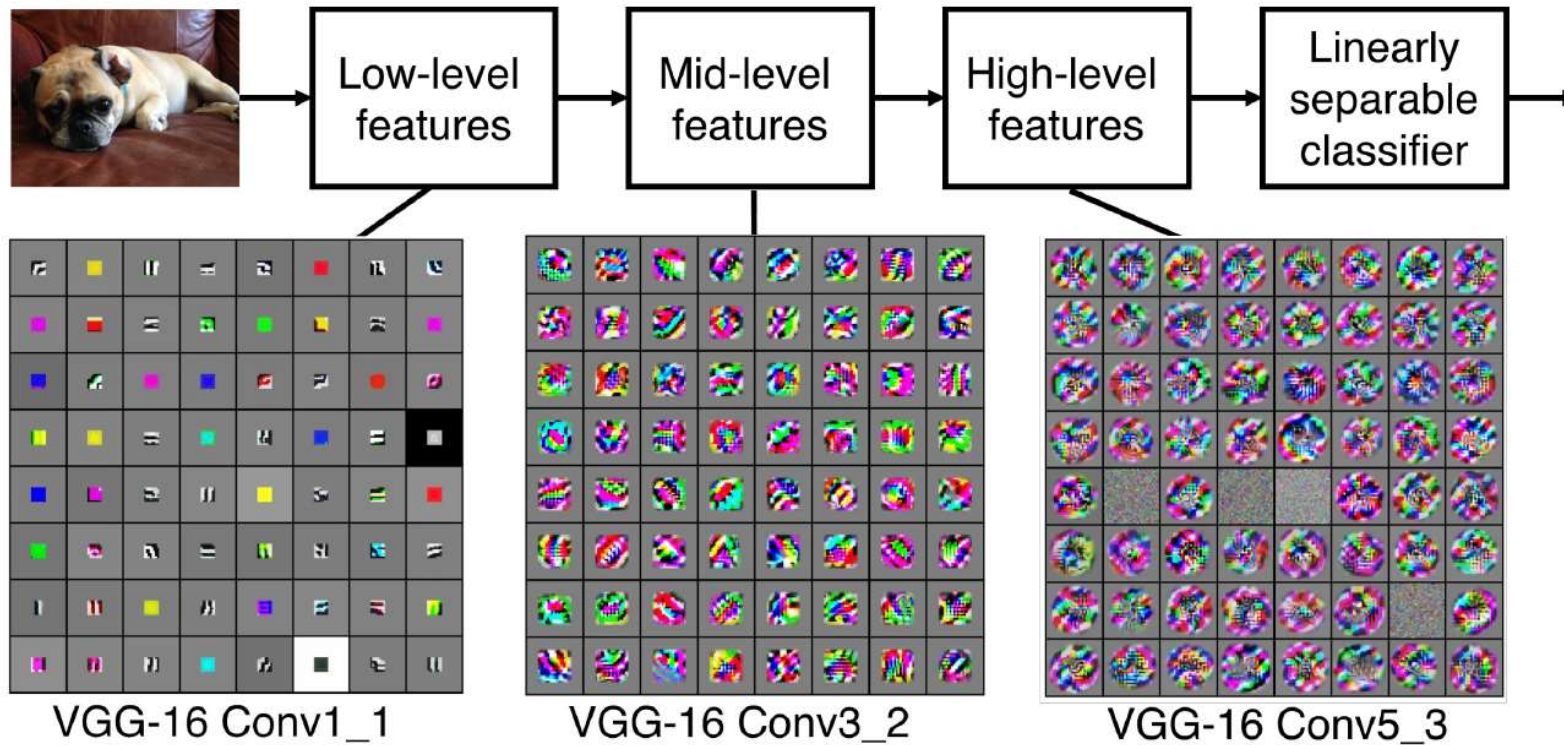 Low-level
features
Mid-level
features
High-level
features
Linearly
separable
classifier
VGG-16 Conv1_1
VGG-16 Conv3_2
VGG-16 Conv5_3